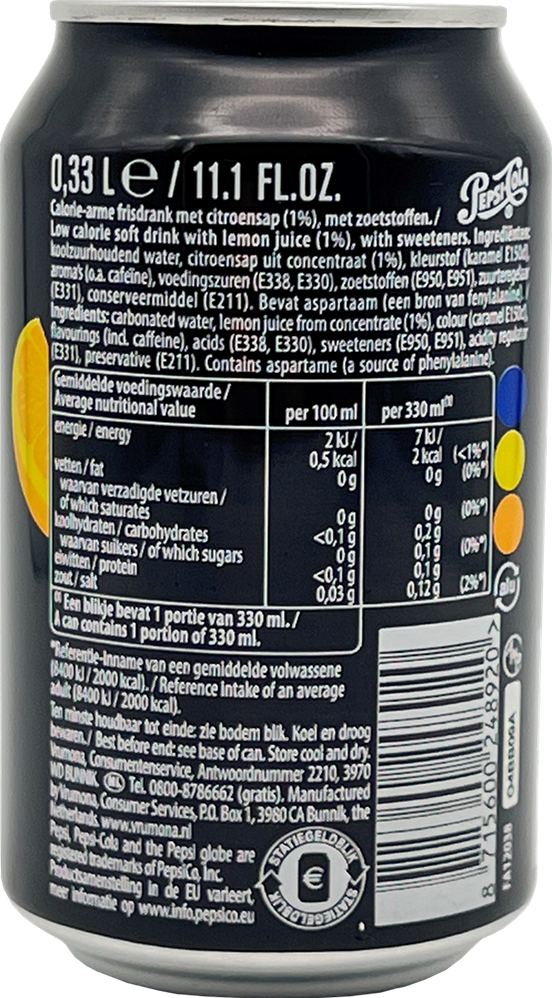 0,33 L ℮ / 11.1 FL.OZ.
PEPSI-COLA
®
Calorie-arme frisdrank met citroensap (1%), met zoetstoffen. /
Low calorie soft drink with lemon juice (1%), with sweeteners. Ingrediënten:
koolzuurhoudend water, citroensap uit concentraat (1%), kleurstof (karamel E150d),
aroma's (o.a. cafeïne), voedingszuren (E338, E330), zoetstoffen (E950, E951), zuurteregelaar
(E331), conserveermiddel (E211). Bevat aspartaam (een bron van fenylalanine). /
Ingredients: carbonated water, lemon juice from concentrate (1%), colour (caramel E150d),
flavourings (incl. caffeine), acids (E338, E330), sweeteners (E950, E951), acidity regulator
(E331), preservative (E211). Contains aspartame (a source of phenylalanine).
Gemiddelde voedingswaarde /
Average nutritional value per 100 ml per 330 ml⁽¹⁾
energie / energy 2 kJ / 7 kJ /
0,5 kcal 2 kcal (<1%*)
vetten / fat 0 g 0 g (0%*)
waarvan verzadigde vetzuren /
of which saturates 0 g 0 g (0%*)
koolhydraten / carbohydrates <0,1 g 0,2 g
waarvan suikers / of which sugars 0 g 0,1 g (0%*)
eiwitten / protein <0,1 g 0,1 g
zout / salt 0,03 g 0,12 g (2%*)
⁽¹⁾ Een blikje bevat 1 portie van 330 ml. /
A can contains 1 portion of 330 ml.
*Referentie-inname van een gemiddelde volwassene
(8400 kJ / 2000 kcal). / Reference intake of an average
adult (8400 kJ / 2000 kcal).
Ten minste houdbaar tot einde: zie bodem blik. Koel en droog
bewaren. / Best before end: see base of can. Store cool and dry.
Vrumona, Consumentenservice, Antwoordnummer 2210, 3970
WD BUNNIK. NL Tel. 0800-8786662 (gratis). Manufactured
by Vrumona, Consumer Services, P.O. Box 1, 3980 CA Bunnik, the
Netherlands. www.vrumona.nl
Pepsi, Pepsi-Cola and the Pepsi globe are
registered trademarks of PepsiCo, Inc.
Productsamenstelling in de EU varieert,
meer informatie op www.info.pepsico.eu
STATIEGELDBLIK
€
STATIEGELDBLIK
alu
8 715600 248920 >
04BB09A